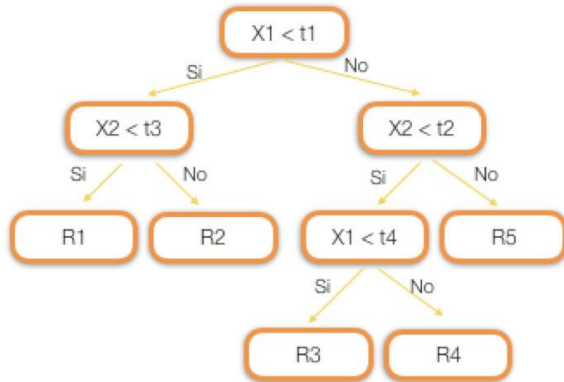 X1 < t1
Si
No
X2 < t3
X2 < t2
Si
No
Si
No
R1
R2
X1 < t4
R5
Si
No
R3
R4